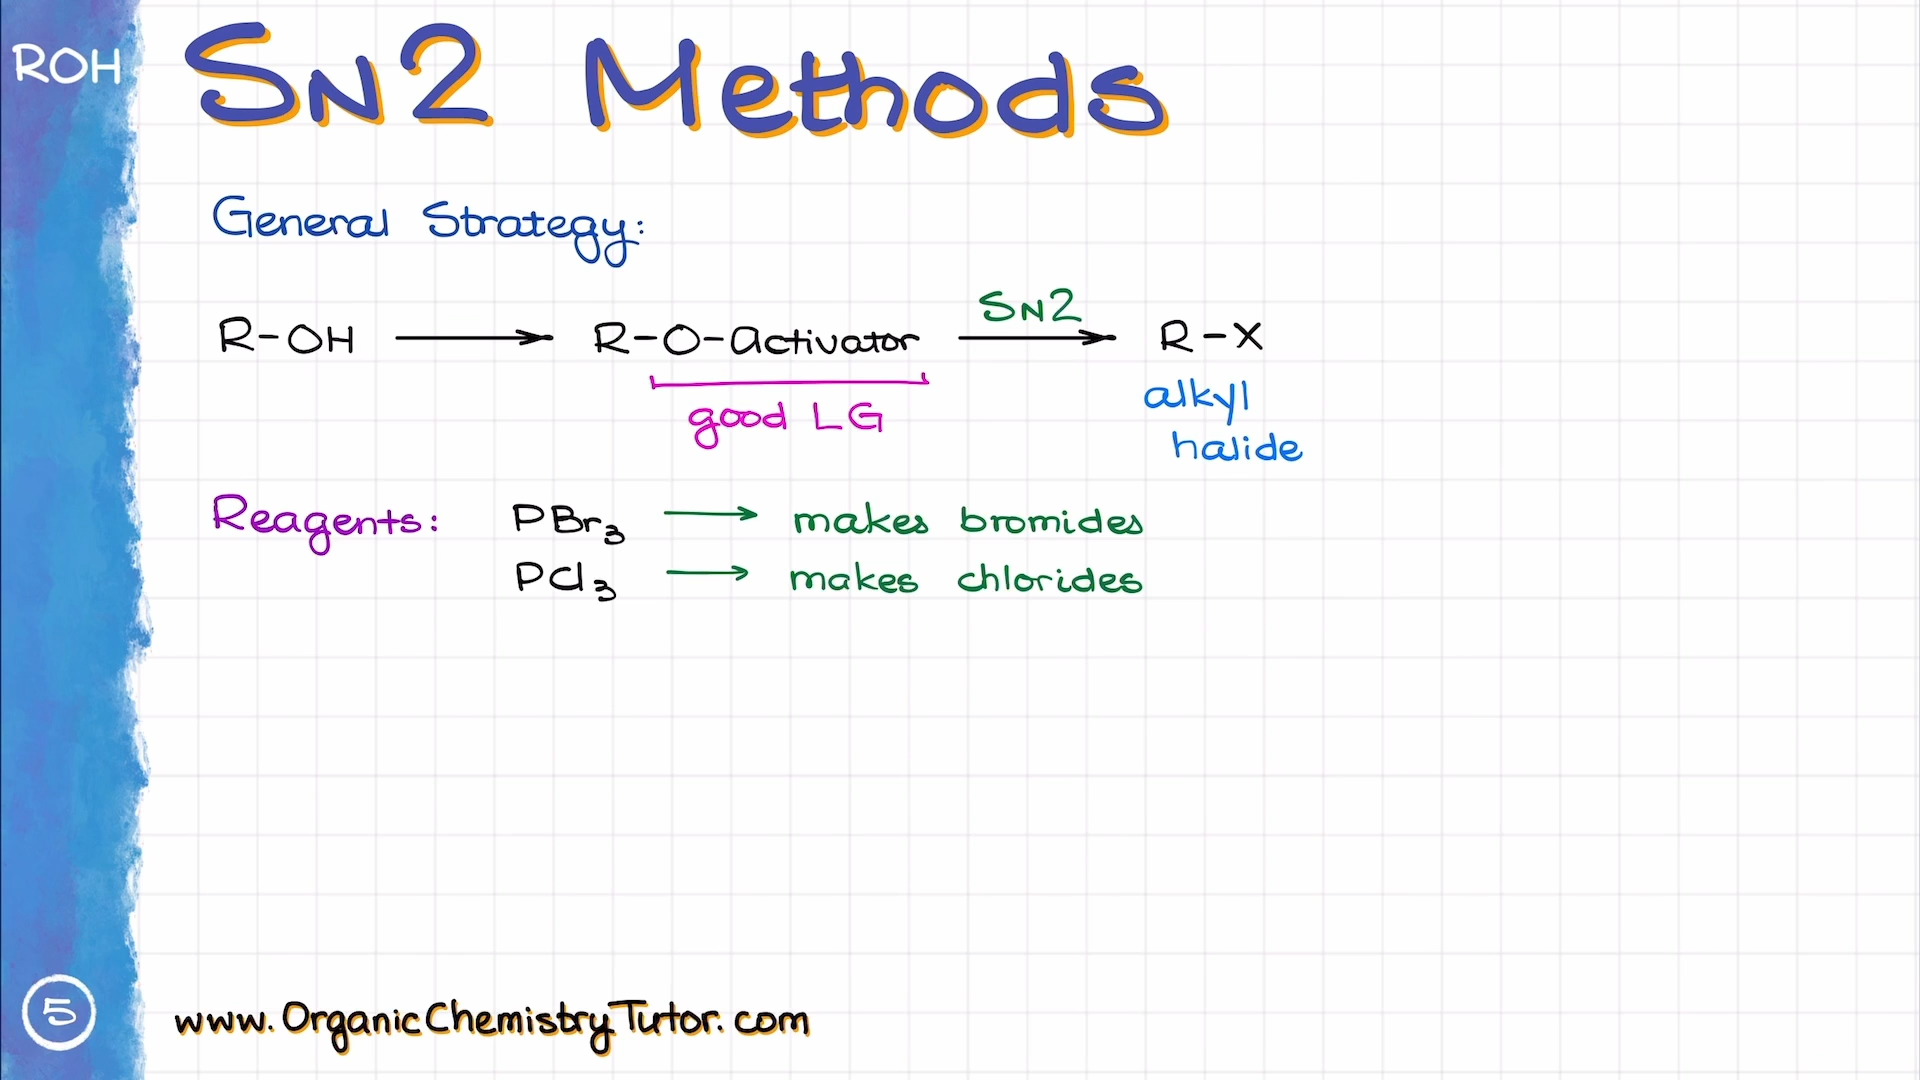 ROH
SN2 Methods
General Strategy:
R-OH → R-O-activator → SN2 R-X
good LG
alkyl
halide
Reagents: PBr₃ → makes bromides
PCl₃ → makes chlorides
5
www.OrganicChemistryTutor.com